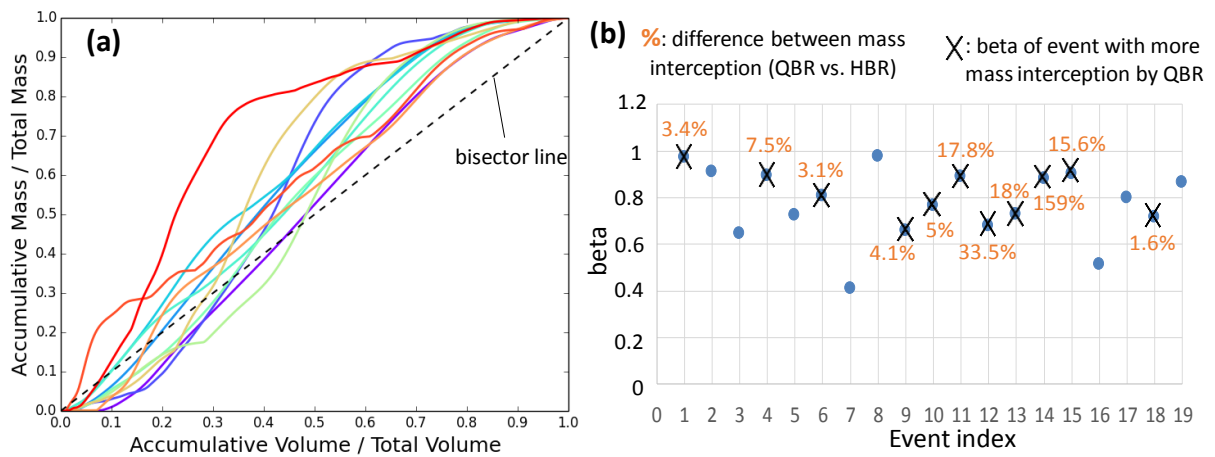 (a)
Accumulative Mass / Total Mass
1.0
0.9
0.8
0.7
0.6
0.5
0.4
0.3
0.2
0.1
0.0
bisector line
0.0 0.1 0.2 0.3 0.4 0.5 0.6 0.7 0.8 0.9 1.0
Accumulative Volume / Total Volume
(b)
%: difference between mass
interception (QBR vs. HBR)
X: beta of event with more
mass interception by QBR
beta
1.2
1
0.8
0.6
0.4
0.2
0
3.4%
7.5%
3.1%
4.1%
5%
17.8%
33.5%
18%
159%
15.6%
1.6%
0 1 2 3 4 5 6 7 8 9 10 11 12 13 14 15 16 17 18 19
Event index